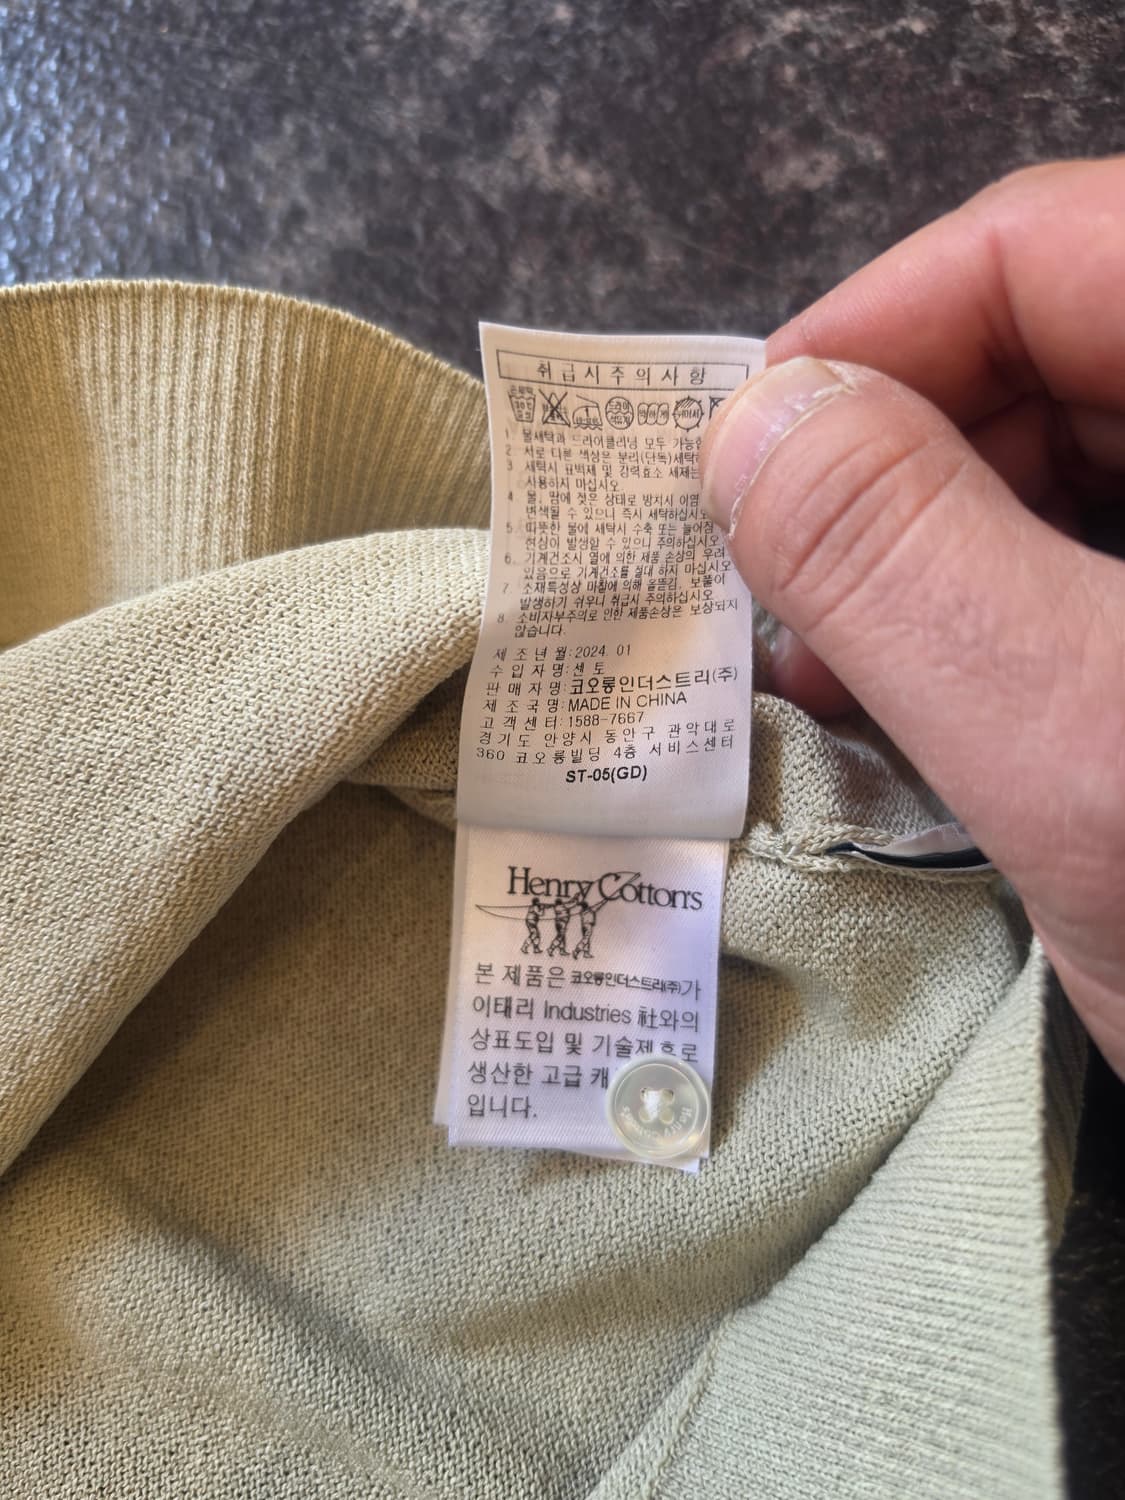 취급시주의사항
1. 물세탁과 드라이클리닝 모두 가능한
2. 서로 다른 색상은 분리(단독)세탁
3. 세탁시 표백제 및 강력효소 세제는
사용하지 마십시오.
4. 물, 땀에 젖은 상태로 방치시 이염
변색될 수 있으니 즉시 세탁하십시오
5. 따뜻한 물에 세탁시 수축 또는 늘어짐
현상이 발생할 수 있으니 주의하십시오
6. 기계건조시 열에 의한 제품 손상의 우려
있음으로 기계건조를 절대 하지 마십시오
7. 소재특성상 마찰에 의해 올뜯김, 보풀이
발생하기 쉬우니 취급시 주의하십시오
8. 소비자부주의로 인한 제품손상은 보상되지
않습니다.
제조년월:2024. 01
수입자명:센토
판매자명:코오롱인더스트리(주)
제조국명:MADE IN CHINA
고객센터:1588-7667
경기도 안양시 동안구 관악대로
360 코오롱빌딩 4층 서비스센터
ST-05(GD)
Henry Cotton's
본 제품은 코오롱인더스트리(주)가
이태리 Industries 社와의
상표도입 및 기술제휴로
생산한 고급 캐
입니다.